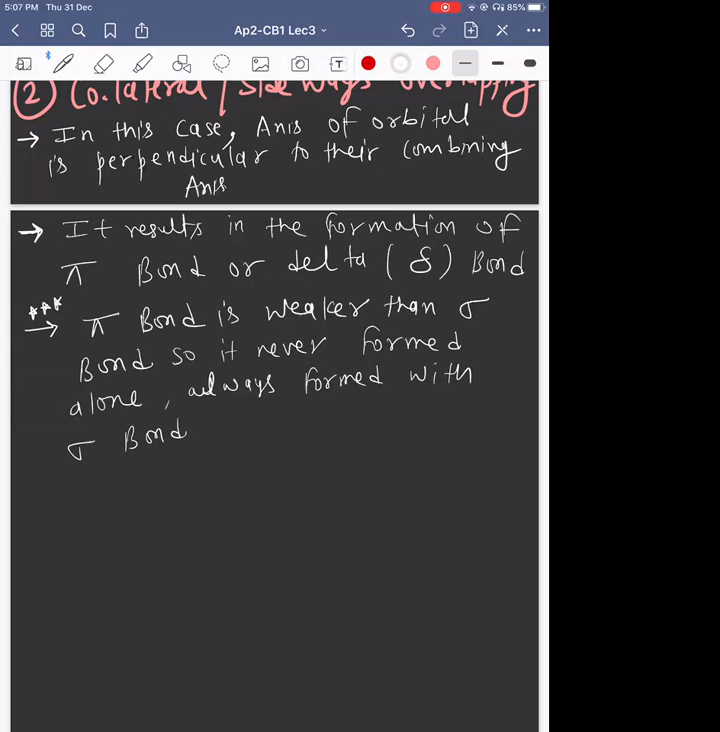 5:07 PM Thu 31 Dec
85%
Ap2-CB1 Lec3
T
(2) Co.lateral / side ways overlapping
→ In this case, Axis of orbital
is perpendicular to their combining
Axis
→ It results in the formation of
π Bond or delta (δ) Bond
*** → π Bond is weaker than σ
Bond so it never formed
alone, always formed with
σ Bond